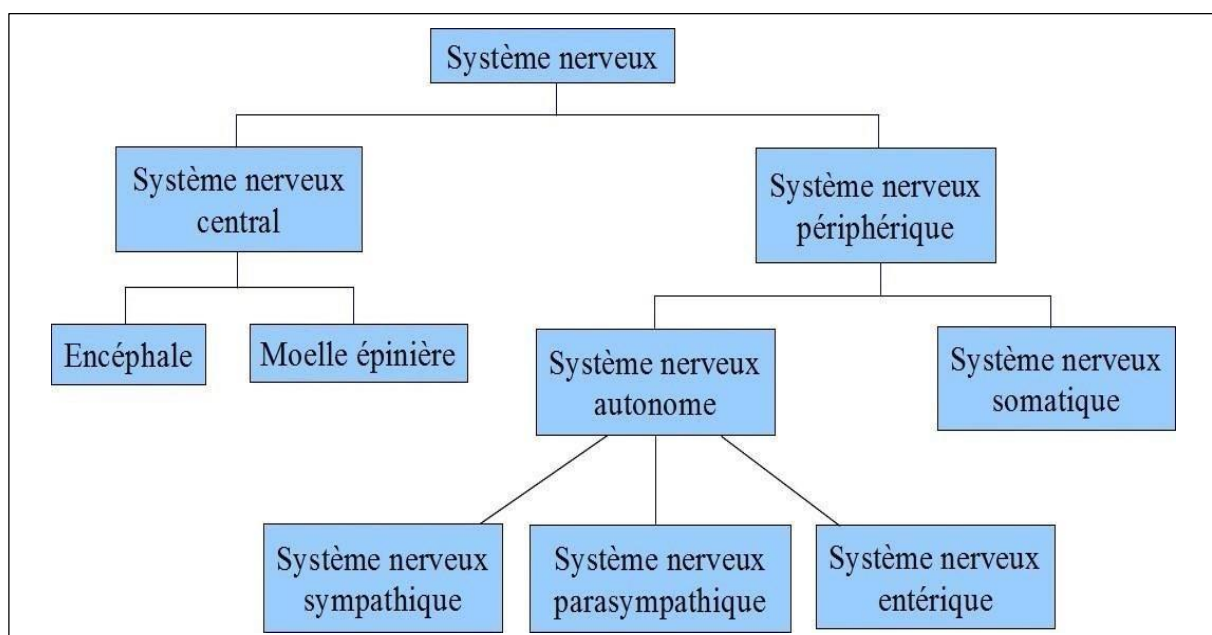 Système nerveux
Système nerveux
central
Système nerveux
périphérique
Encéphale
Moelle épinière
Système nerveux
autonome
Système nerveux
somatique
Système nerveux
sympathique
Système nerveux
parasympathique
Système nerveux
entérique